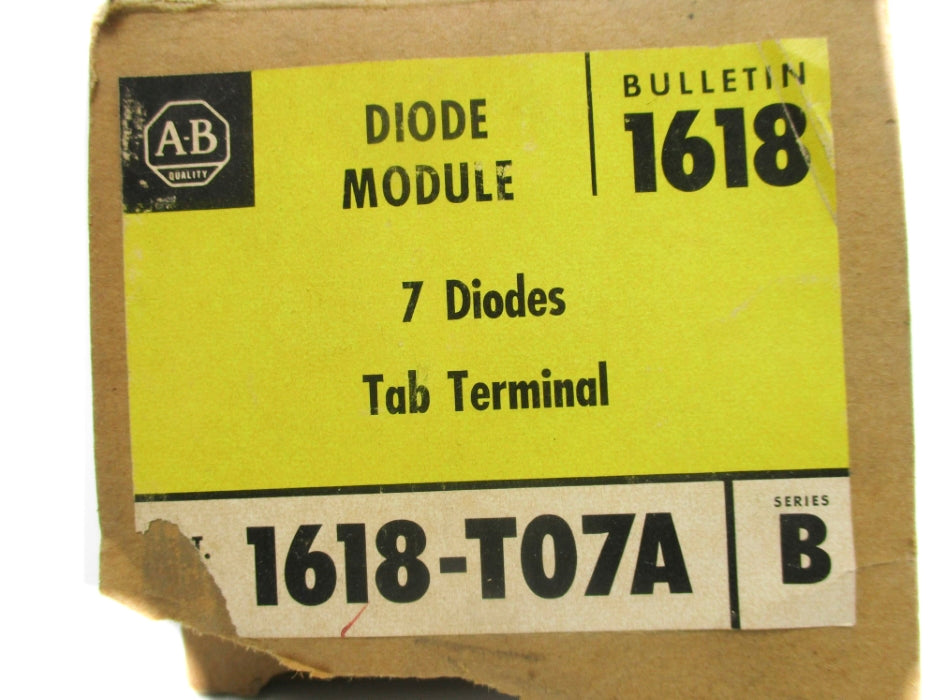 A-B
QUALITY
DIODE
MODULE
BULLETIN
1618
7 Diodes
Tab Terminal
T.
1618-T07A
SERIES
B